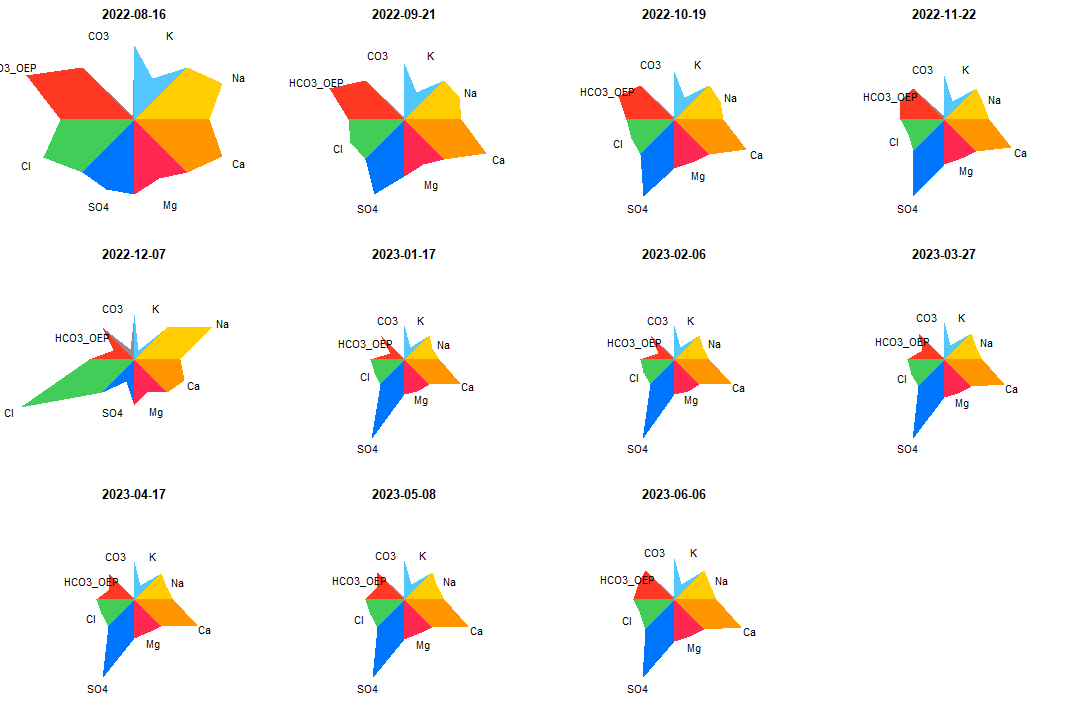 2022-08-16
CO3
K
O3_OEP
Na
Cl
Ca
SO4
Mg
2022-09-21
CO3
K
HCO3_OEP
Na
Cl
Ca
Mg
SO4
2022-10-19
CO3
K
HCO3_OEP
Na
Cl
Ca
Mg
SO4
2022-11-22
CO3
K
HCO3_OEP
Na
Cl
Ca
Mg
SO4
2022-12-07
CO3
K
Na
HCO3_OEP
Ca
Cl
SO4
Mg
2023-01-17
CO3
K
HCO3_OEP
Na
Cl
Ca
Mg
SO4
2023-02-06
CO3
K
HCO3_OEP
Na
Cl
Ca
Mg
SO4
2023-03-27
CO3
K
HCO3_OEP
Na
Cl
Ca
Mg
SO4
2023-04-17
CO3
K
HCO3_OEP
Na
Cl
Ca
Mg
SO4
2023-05-08
CO3
K
HCO3_OEP
Na
Cl
Ca
Mg
SO4
2023-06-06
CO3
K
HCO3_OEP
Na
Cl
Ca
Mg
SO4